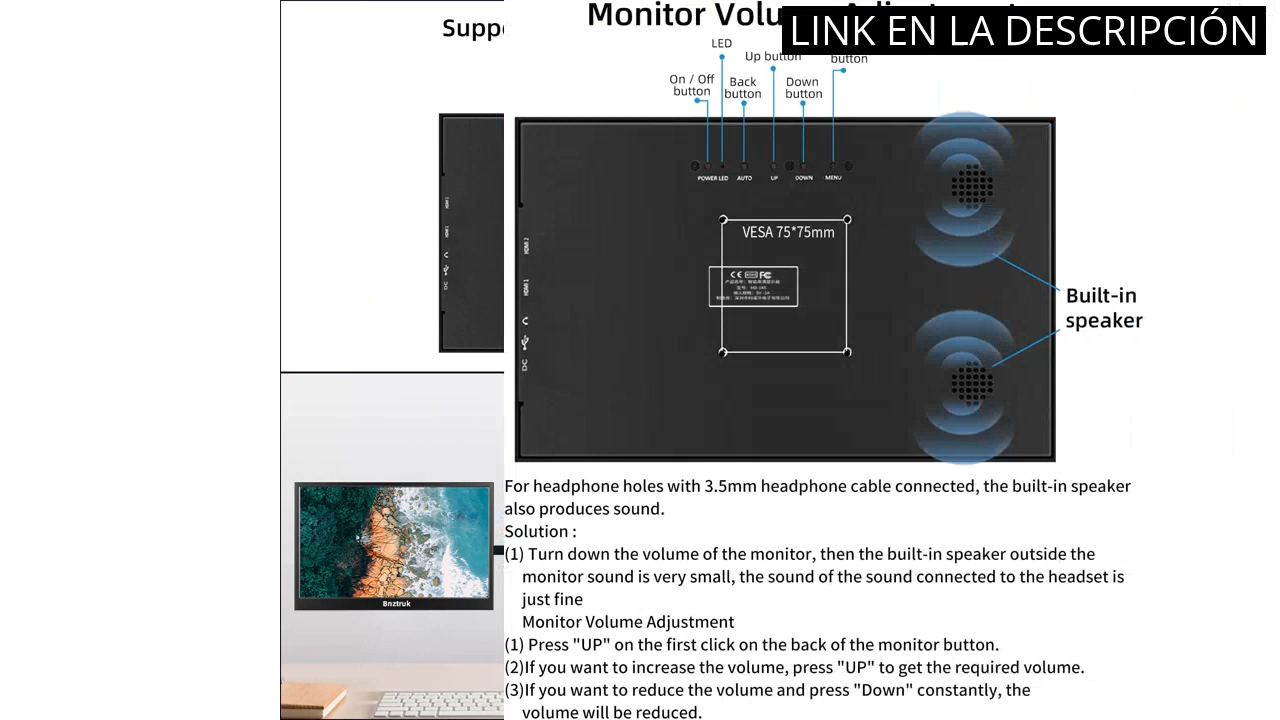 Monitor Volu
LINK EN LA DESCRIPCIÓN
Supp
LED
Up button
button
On / Off
button
Back
button
Down
button
POWER LED AUTO UP DOWN MENU
VESA 75*75mm
HDMI 2
HDMI 1
DC
CE FC
Built-in
speaker
Bnztruk
For headphone holes with 3.5mm headphone cable connected, the built-in speaker
also produces sound.
Solution :
(1) Turn down the volume of the monitor, then the built-in speaker outside the
monitor sound is very small, the sound of the sound connected to the headset is
just fine
Monitor Volume Adjustment
(1) Press "UP" on the first click on the back of the monitor button.
(2)If you want to increase the volume, press "UP" to get the required volume.
(3)If you want to reduce the volume and press "Down" constantly, the
volume will be reduced.